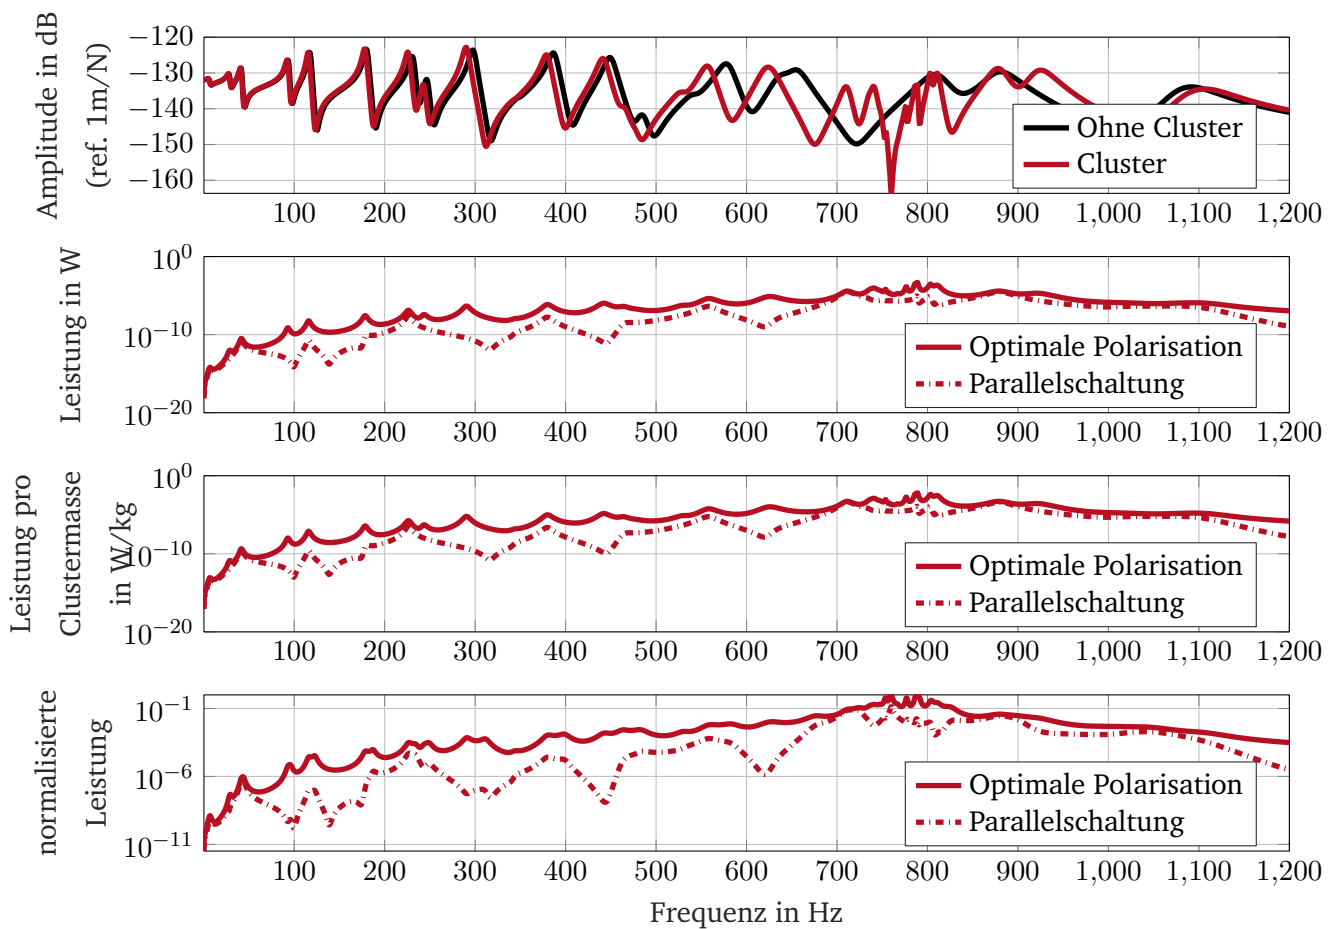 Amplitude in dB
(ref. 1m/N)
−120
−130
−140
−150
−160
Ohne Cluster
Cluster
100 200 300 400 500 600 700 800 900 1,000 1,100 1,200
Leistung in W
10^0
10^−10
10^−20
Optimale Polarisation
Parallelschaltung
100 200 300 400 500 600 700 800 900 1,000 1,100 1,200
Leistung pro
Clustermasse
in W/kg
10^0
10^−10
10^−20
Optimale Polarisation
Parallelschaltung
100 200 300 400 500 600 700 800 900 1,000 1,100 1,200
normalisierte
Leistung
10^−1
10^−6
10^−11
Optimale Polarisation
Parallelschaltung
100 200 300 400 500 600 700 800 900 1,000 1,100 1,200
Frequenz in Hz